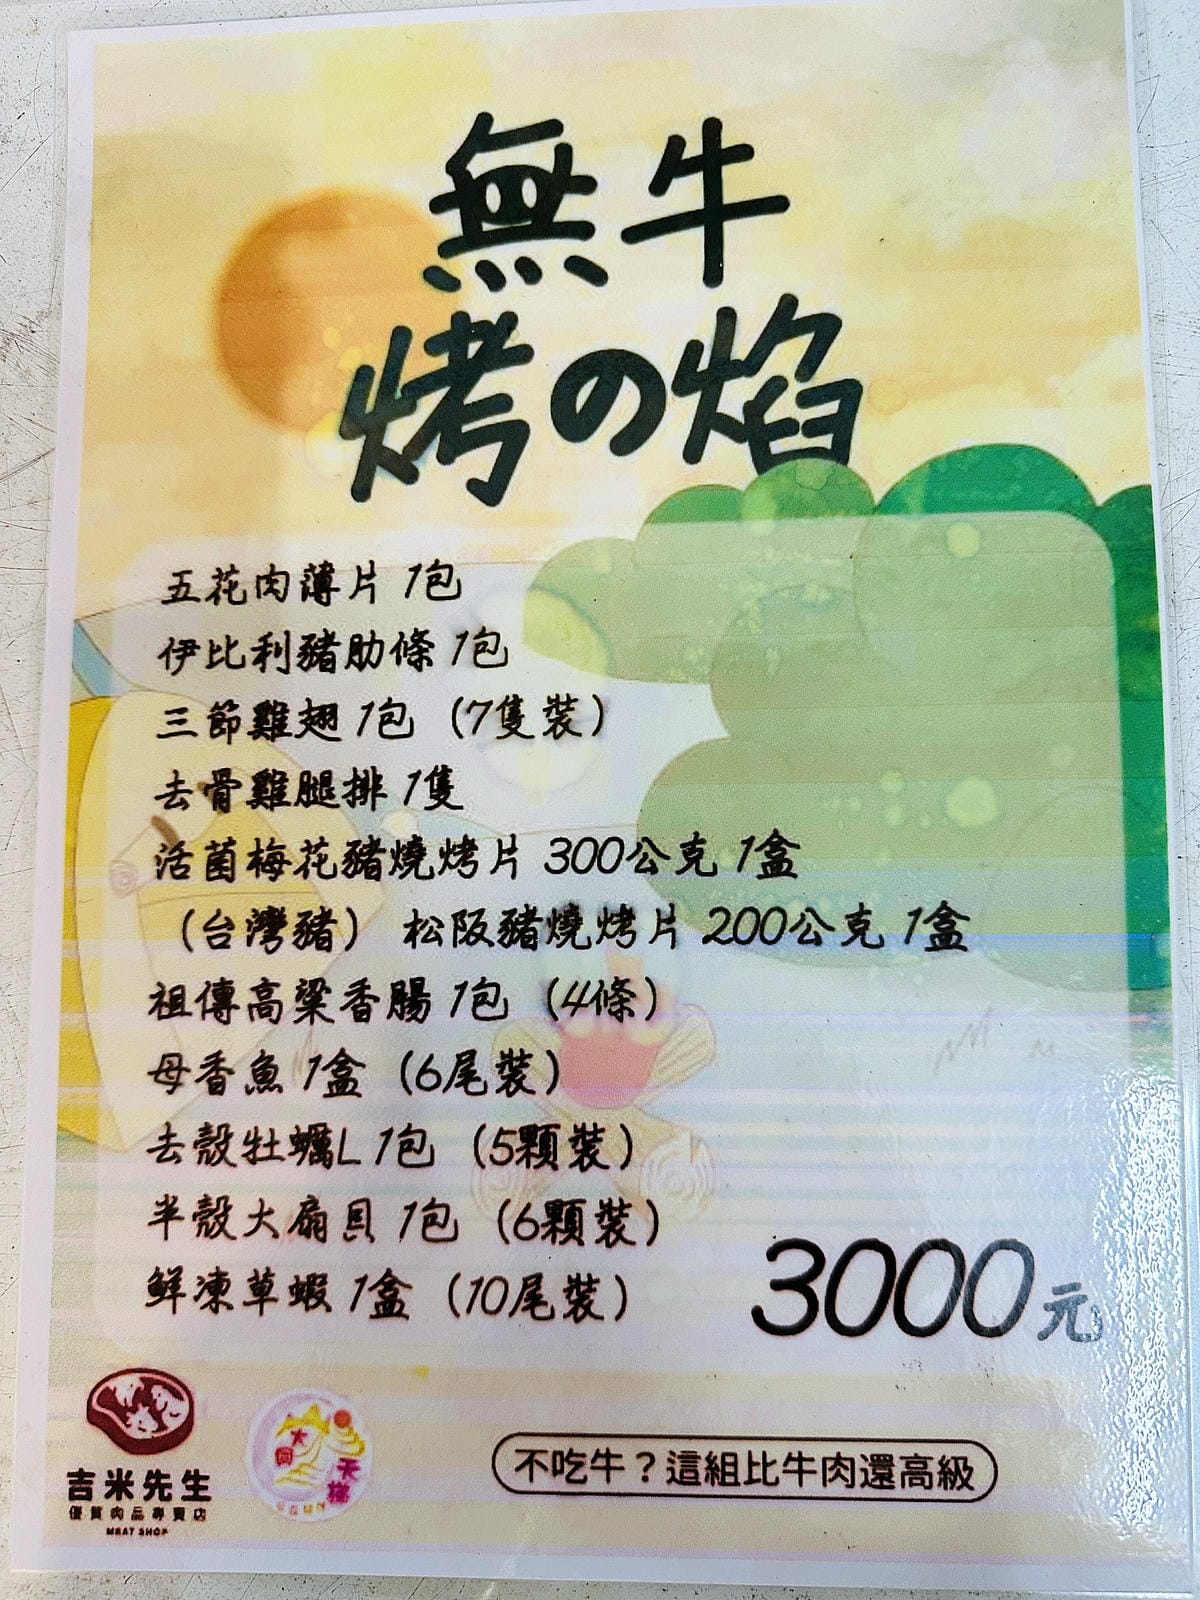 無牛
烤の焰
五花肉薄片 1包
伊比利豬肋條 1包
三節雞翅 1包 (7隻裝)
去骨雞腿排 1隻
活菌梅花豬燒烤片 300公克 1盒
(台灣豬) 松阪豬燒烤片 200公克 1盒
祖傳高粱香腸 1包 (4條)
母香魚 1盒 (6尾裝)
去殼牡蠣L 1包 (5顆裝)
半殼大扇貝 1包 (6顆裝)
鮮凍草蝦 1盒 (10尾裝)
3000元
吉米先生
優質肉品專賣店
MEAT SHOP
大同
天梯
不吃牛？這組比牛肉還高級